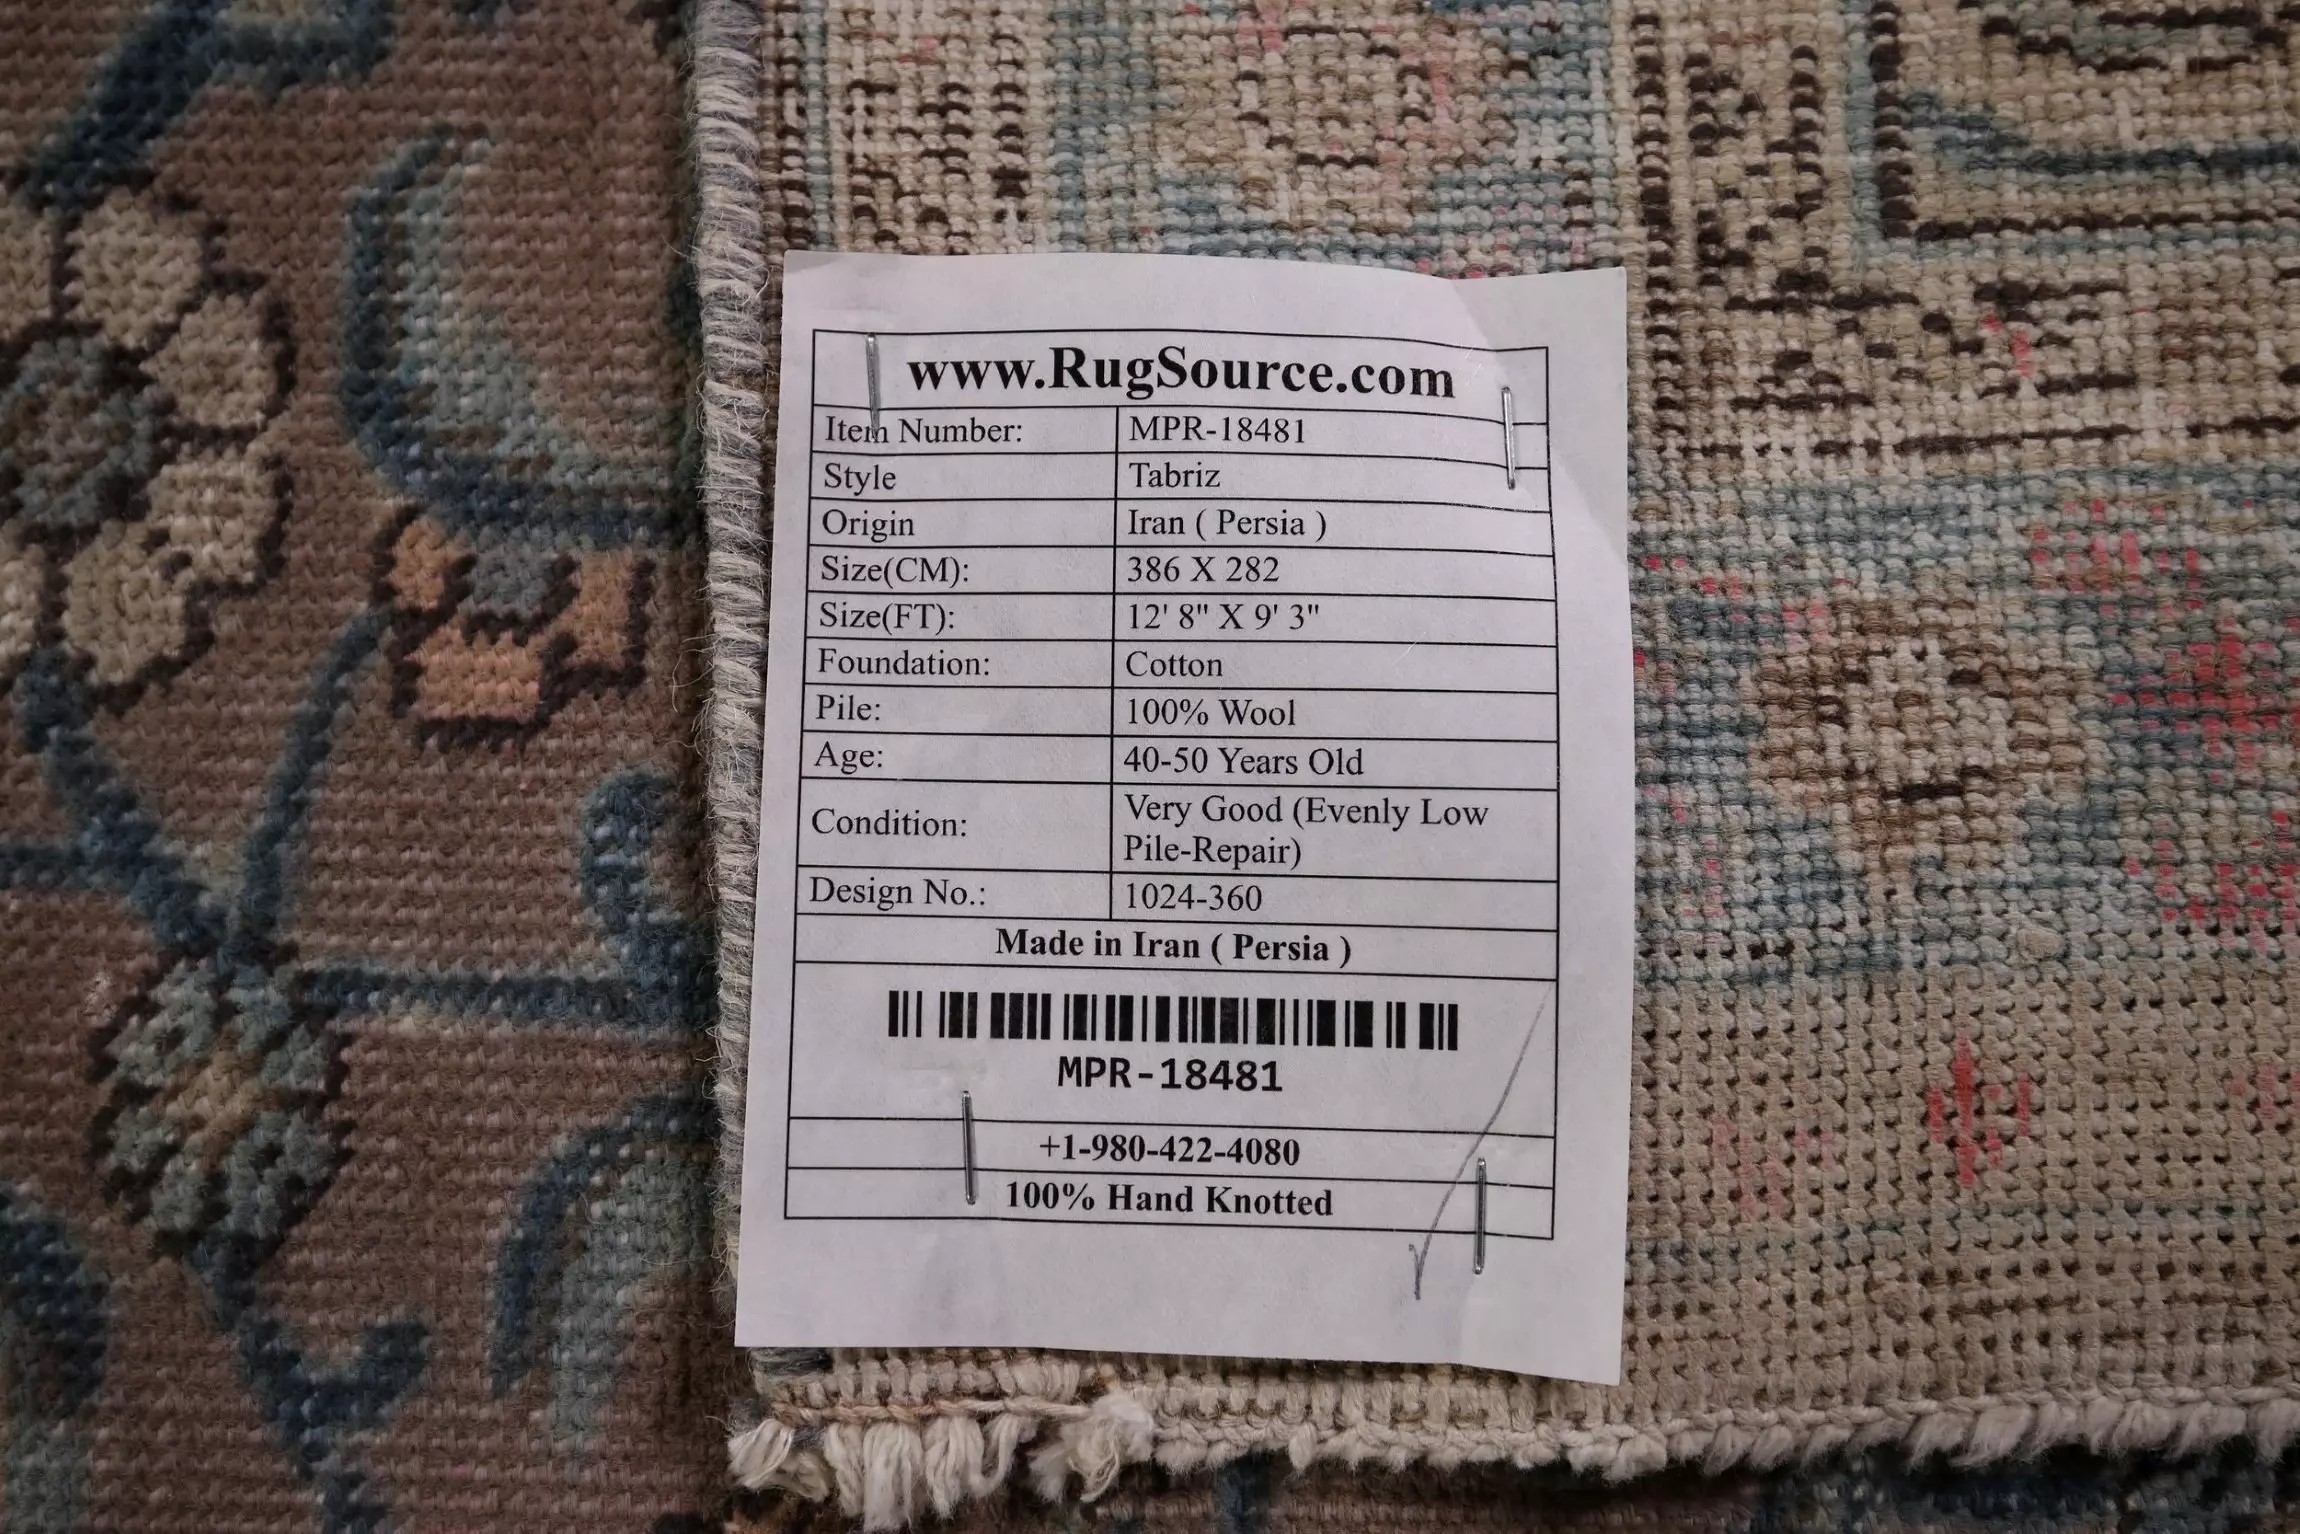 www.RugSource.com
Item Number: MPR-18481
Style Tabriz
Origin Iran ( Persia )
Size(CM): 386 X 282
Size(FT): 12' 8" X 9' 3"
Foundation: Cotton
Pile: 100% Wool
Age: 40-50 Years Old
Condition: Very Good (Evenly Low
Pile-Repair)
Design No.: 1024-360
Made in Iran ( Persia )
MPR-18481
+1-980-422-4080
100% Hand Knotted